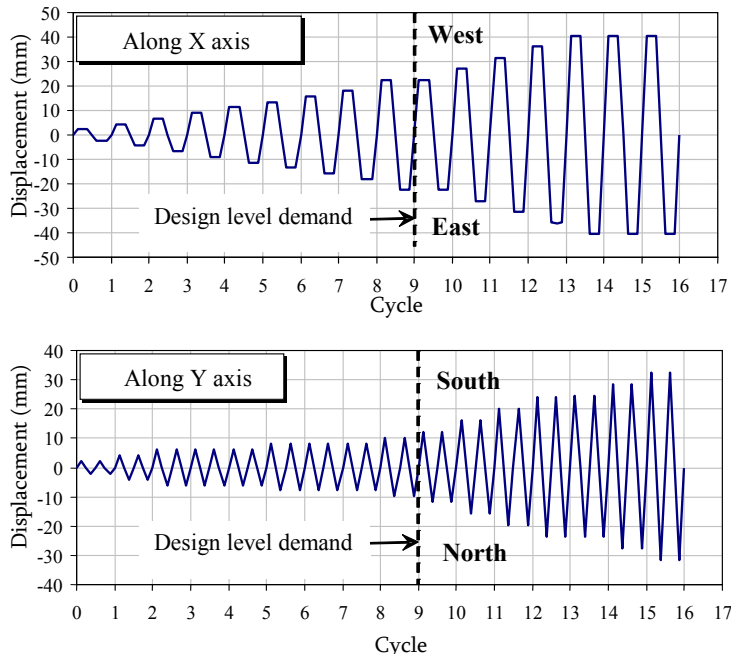 50
40
30
20
10
0
-10
-20
-30
-40
-50
Displacement (mm)
Along X axis
West
Design level demand
East
0 1 2 3 4 5 6 7 8 9 10 11 12 13 14 15 16 17
Cycle
40
30
20
10
0
-10
-20
-30
-40
Displacement (mm)
Along Y axis
South
Design level demand
North
0 1 2 3 4 5 6 7 8 9 10 11 12 13 14 15 16 17
Cycle